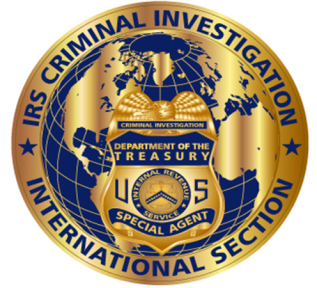 IRS CRIMINAL INVESTIGATION
CRIMINAL INVESTIGATION
DEPARTMENT OF THE
TREASURY
U S
INTERNAL REVENUE
SERVICE
SPECIAL AGENT
INTERNATIONAL SECTION